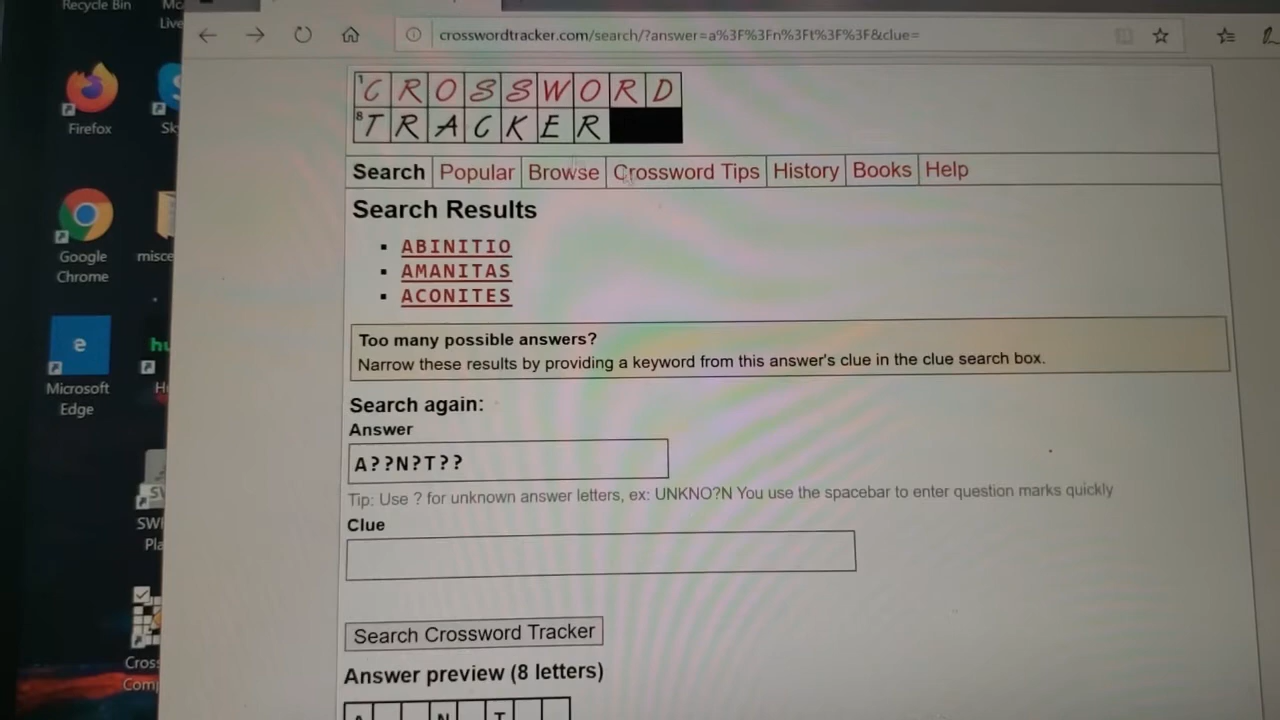 Recycle Bin
Live
crosswordtracker.com/search/?answer=a%3F%3Fn%3Ft%3F%3F&clue=
1 CROSSWORD
8 TRACKER
Firefox
Search Popular Browse Crossword Tips History Books Help
Search Results
ABINITIO
AMANITAS
ACONITES
Google
Chrome
misce
Too many possible answers?
Narrow these results by providing a keyword from this answer's clue in the clue search box.
Microsoft
Edge
Search again:
Answer
A??N?T??
Tip: Use ? for unknown answer letters, ex: UNKNO?N You use the spacebar to enter question marks quickly
Clue
Search Crossword Tracker
Answer preview (8 letters)
A N T